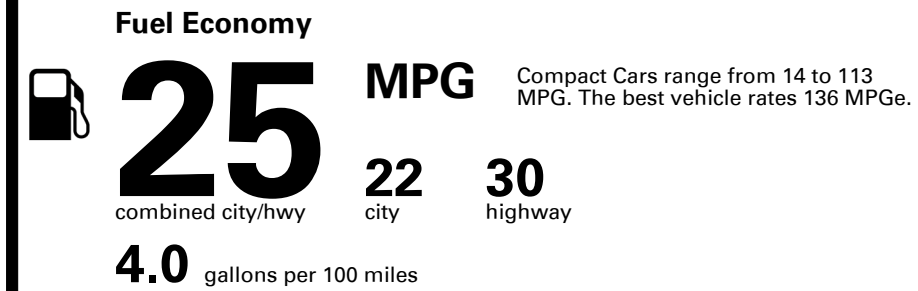 Fuel Economy
25 MPG
Compact Cars range from 14 to 113
MPG. The best vehicle rates 136 MPGe.
combined city/hwy
22
city
30
highway
4.0 gallons per 100 miles